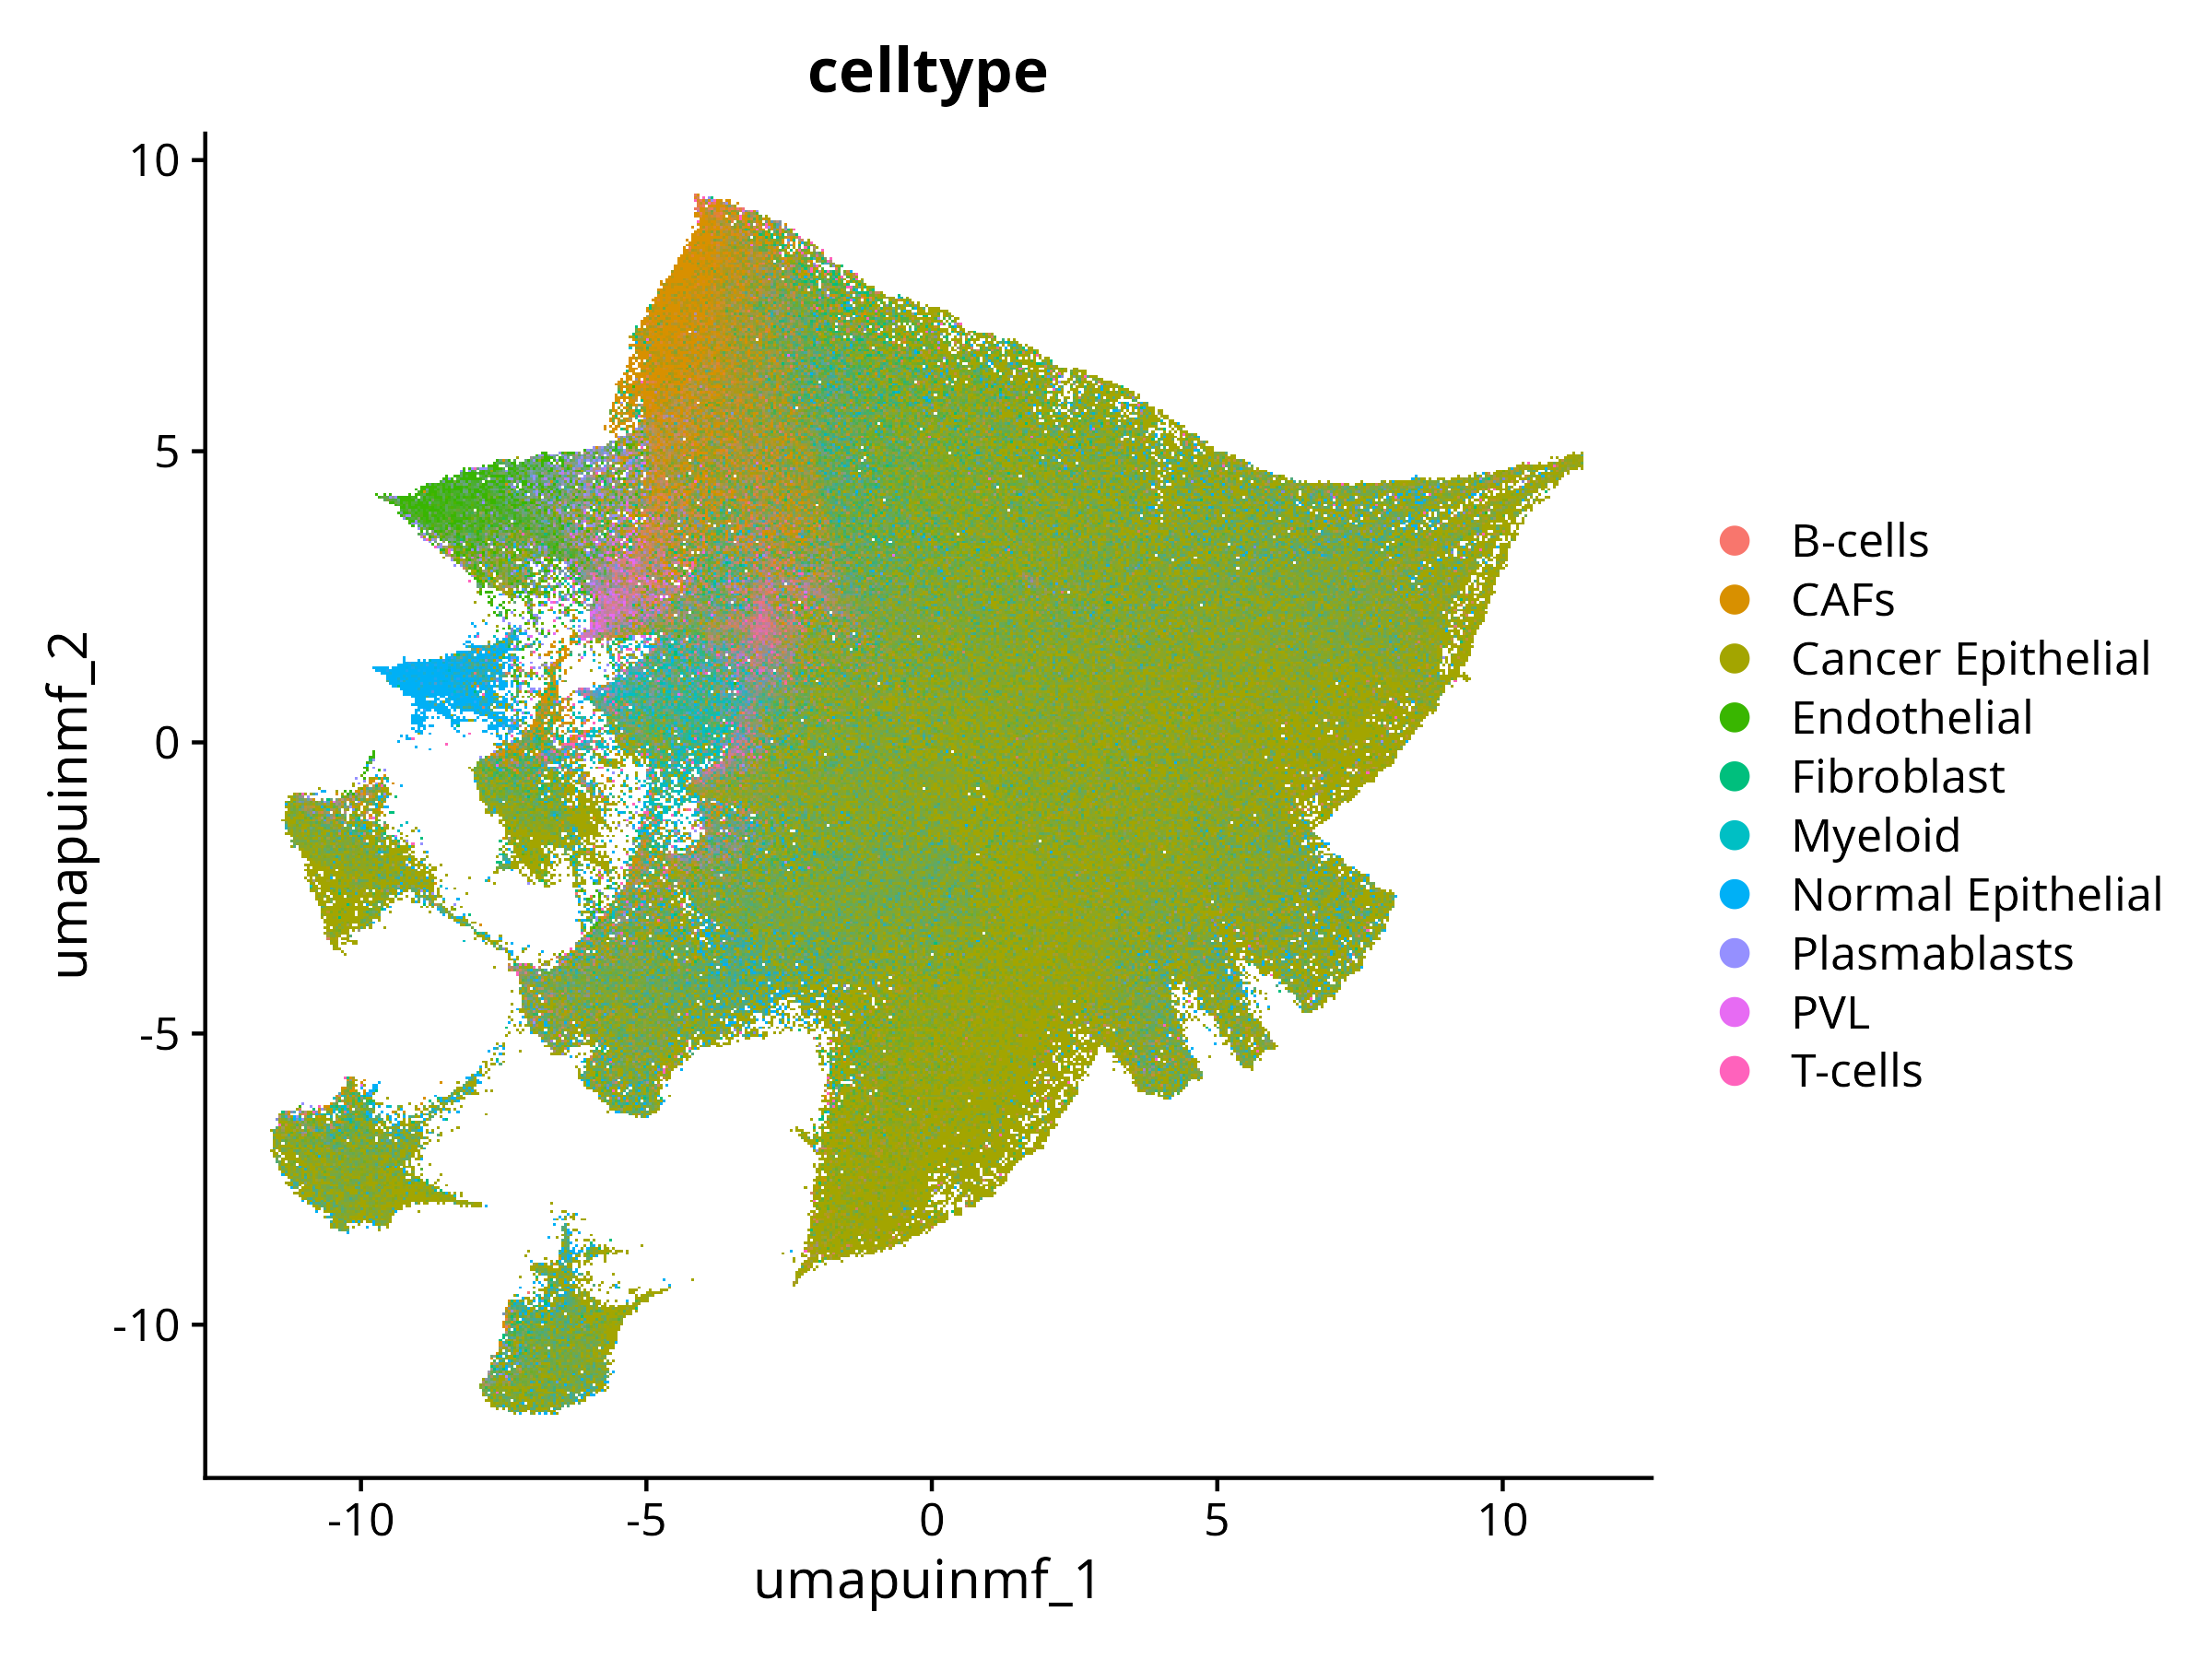 celltype
10
5
0
-5
-10
umapuinmf_2
-10
-5
0
5
10
umapuinmf_1
B-cells
CAFs
Cancer Epithelial
Endothelial
Fibroblast
Myeloid
Normal Epithelial
Plasmablasts
PVL
T-cells